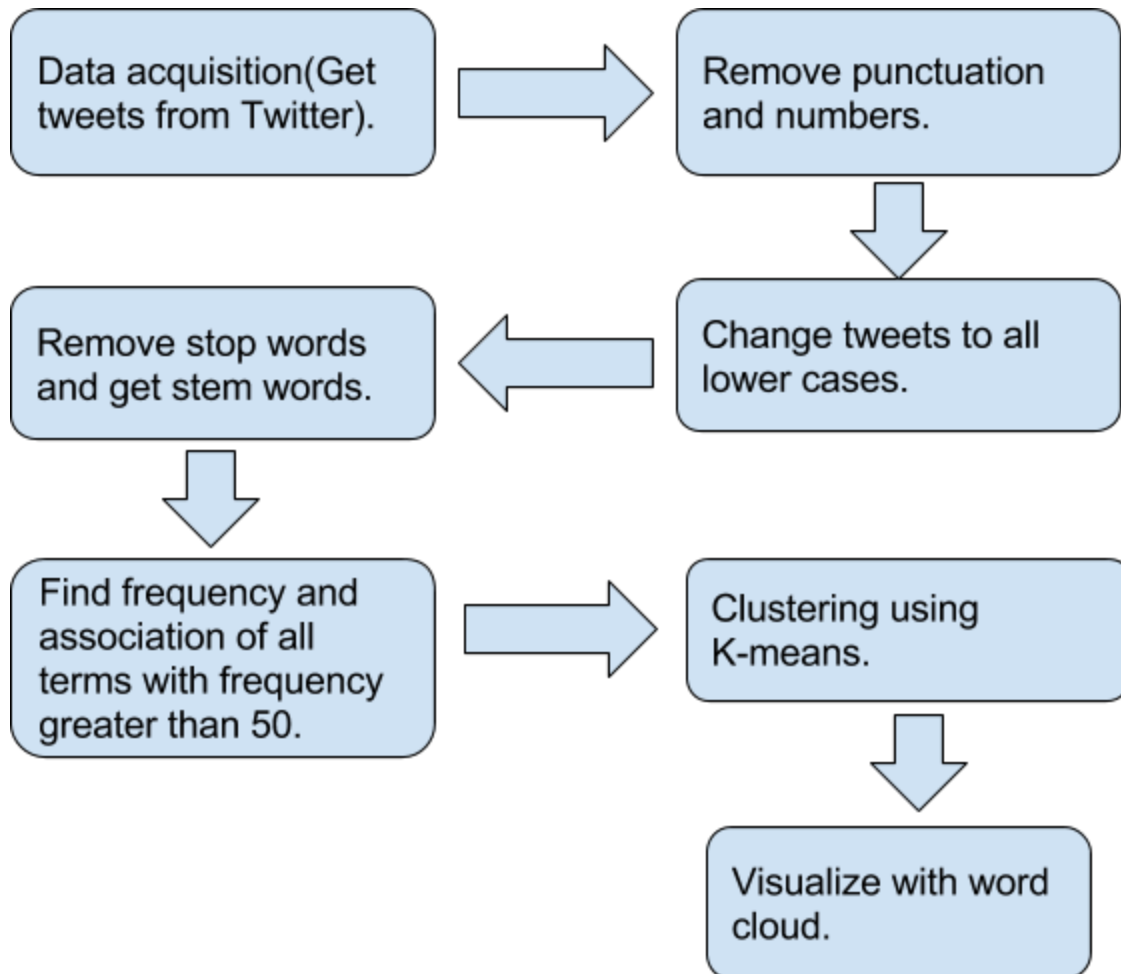 Data acquisition(Get
tweets from Twitter).
Remove punctuation
and numbers.
Change tweets to all
lower cases.
Remove stop words
and get stem words.
Find frequency and
association of all
terms with frequency
greater than 50.
Clustering using
K-means.
Visualize with word
cloud.